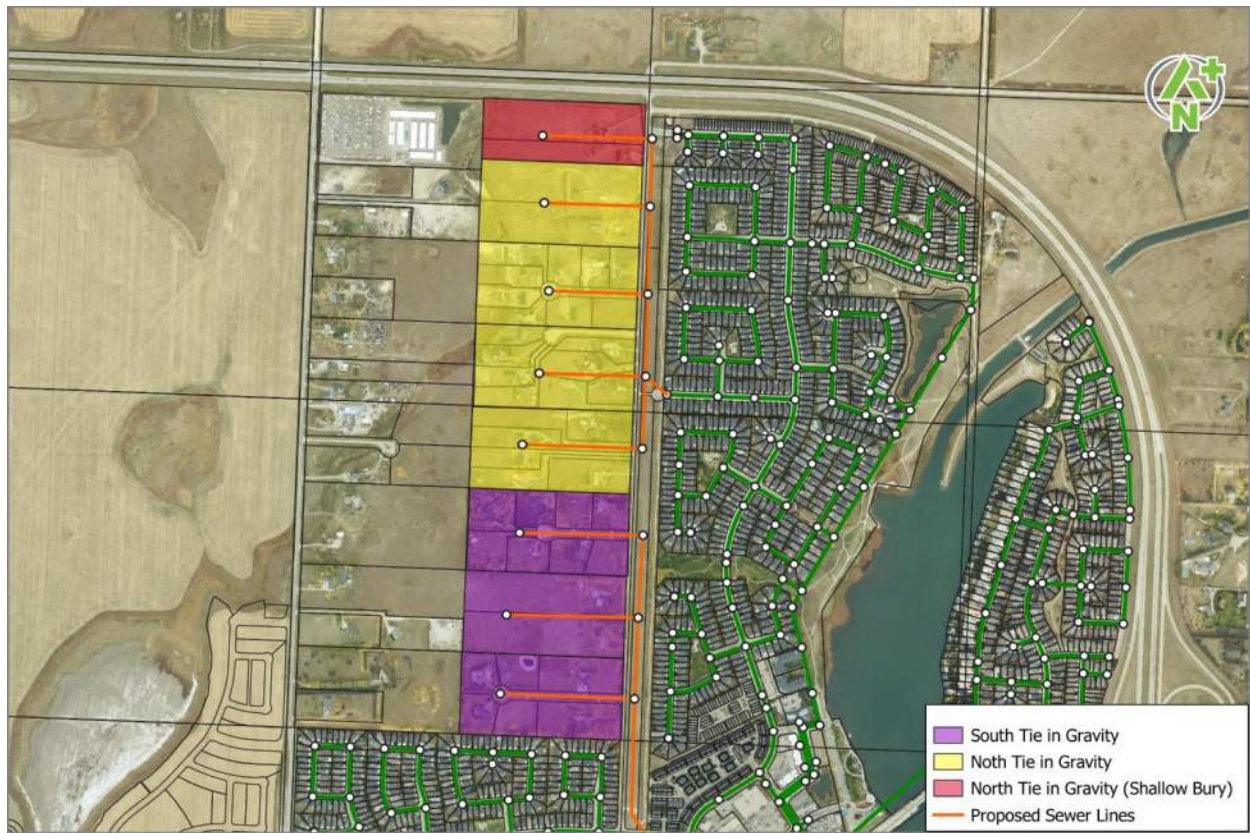 N
South Tie in Gravity
Noth Tie in Gravity
North Tie in Gravity (Shallow Bury)
Proposed Sewer Lines